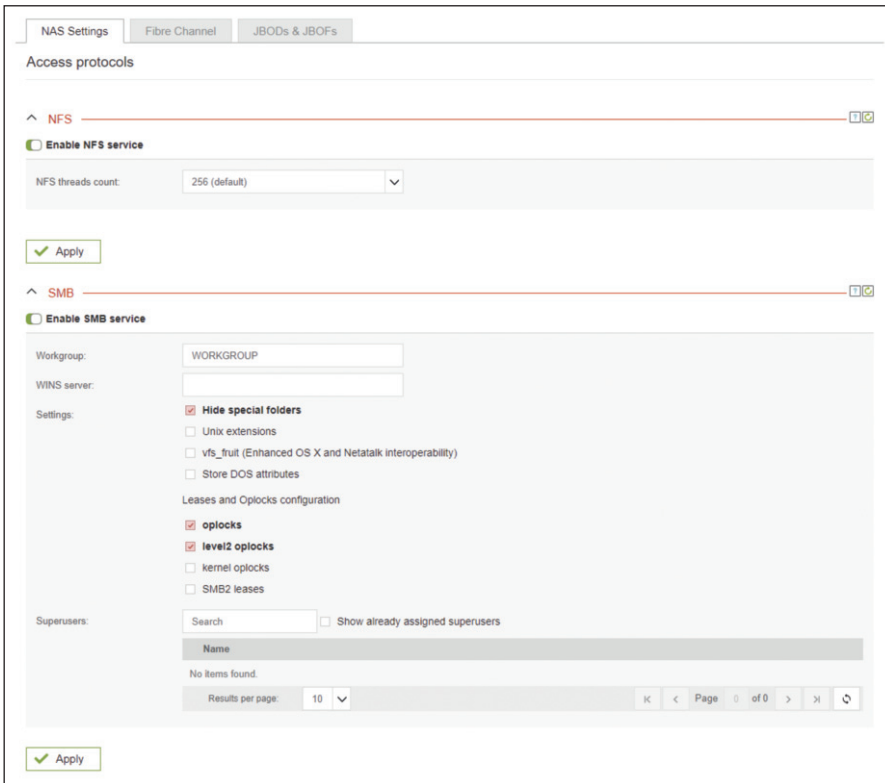 NAS Settings Fibre Channel JBODs & JBOFs
Access protocols
NFS
Enable NFS service
NFS threads count: 256 (default)
Apply
SMB
Enable SMB service
Workgroup: WORKGROUP
WINS server:
Settings: Hide special folders
Unix extensions
vfs_fruit (Enhanced OS X and Netatalk interoperability)
Store DOS attributes
Leases and Oplocks configuration
oplocks
level2 oplocks
kernel oplocks
SMB2 leases
Superusers: Search Show already assigned superusers
Name
No items found.
Results per page: 10 Page 0 of 0
Apply